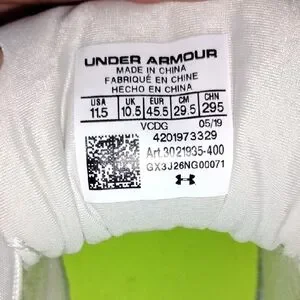 UNDER ARMOUR
MADE IN CHINA
FABRIQUÉ EN CHINE
HECHO EN CHINA
USA UK EUR CM CHN
11.5 10.5 45.5 29.5 295
VCDG 05/19
4201973329
Art.3021935-400
GX3J26NG00071